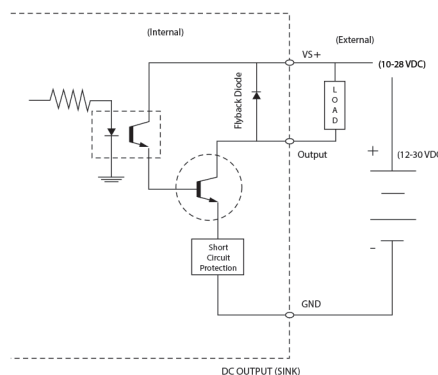 (Internal)
(External)
VS+
(10-28 VDC)
Flyback Diode
LOAD
Output
+
(12-30 VDC
Short
Circuit
Protection
-
GND
DC OUTPUT (SINK)